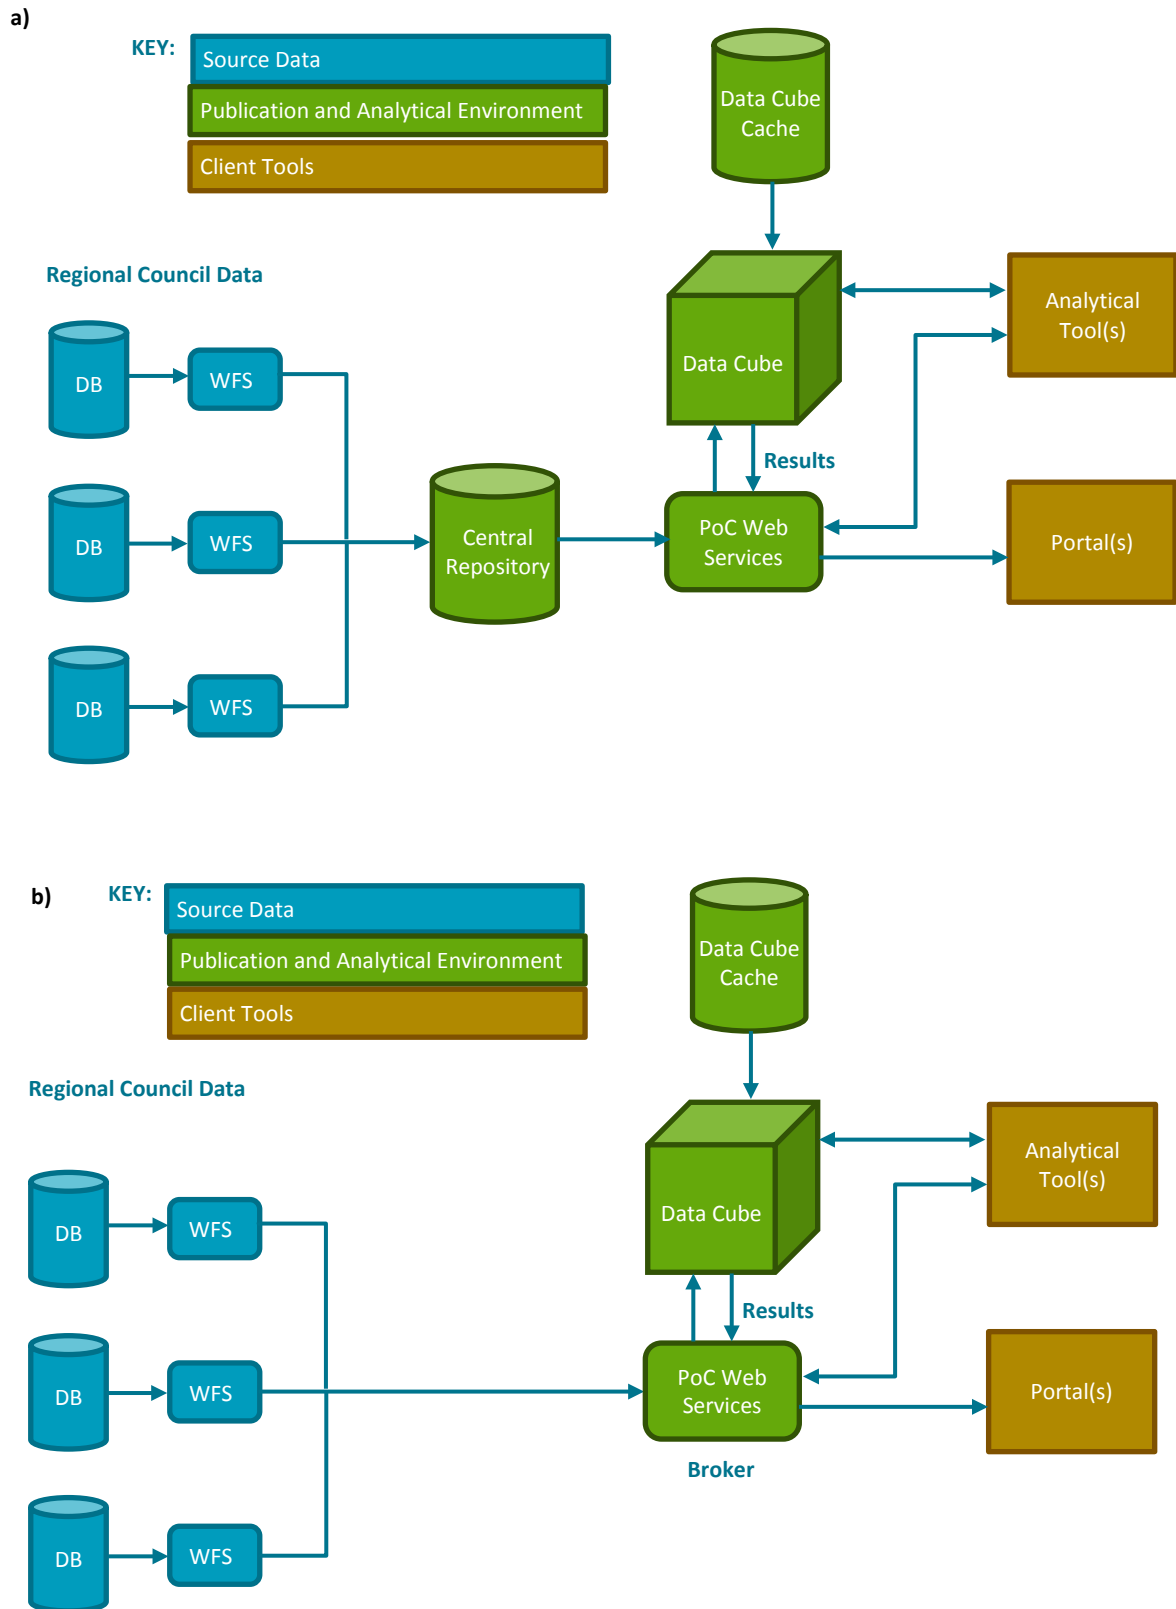 a)
KEY:
Source Data
Publication and Analytical Environment
Client Tools
Data Cube
Cache
Regional Council Data
DB
WFS
DB
WFS
DB
WFS
Central
Repository
Data Cube
Results
PoC Web
Services
Analytical
Tool(s)
Portal(s)
b)
KEY:
Source Data
Publication and Analytical Environment
Client Tools
Data Cube
Cache
Regional Council Data
DB
WFS
DB
WFS
DB
WFS
Data Cube
Results
PoC Web
Services
Broker
Analytical
Tool(s)
Portal(s)